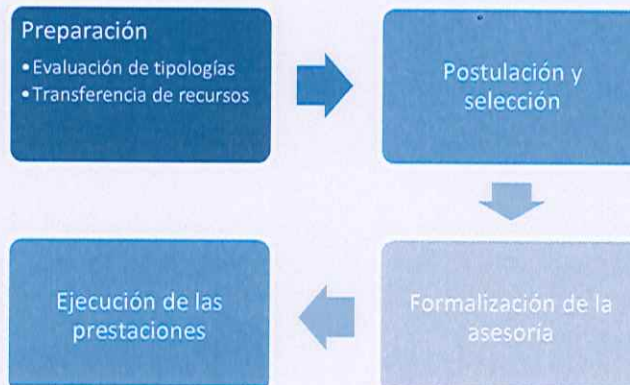 Preparación
• Evaluación de tipologías
• Transferencia de recursos
Postulación y
selección
Formalización de la
asesoría
Ejecución de las
prestaciones